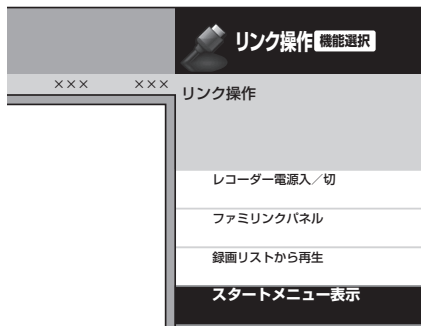 リンク操作 機能選択
××× ×××
リンク操作
レコーダー電源入／切
ファミリンクパネル
録画リストから再生
スタートメニュー表示